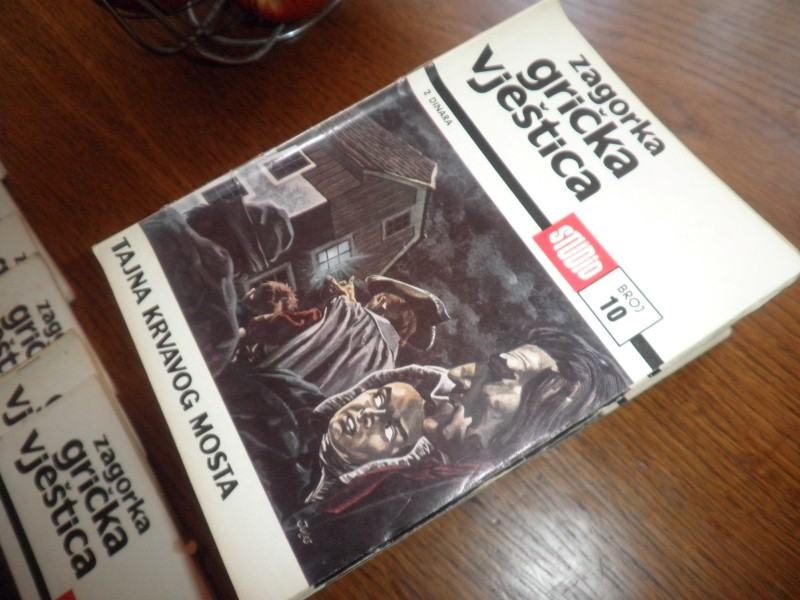 zagorka
grička
vještica
2 DINARA
STUDIO
BROJ
10
TAJNA KRVAVOG MOSTA
zagorka
grička
vještica